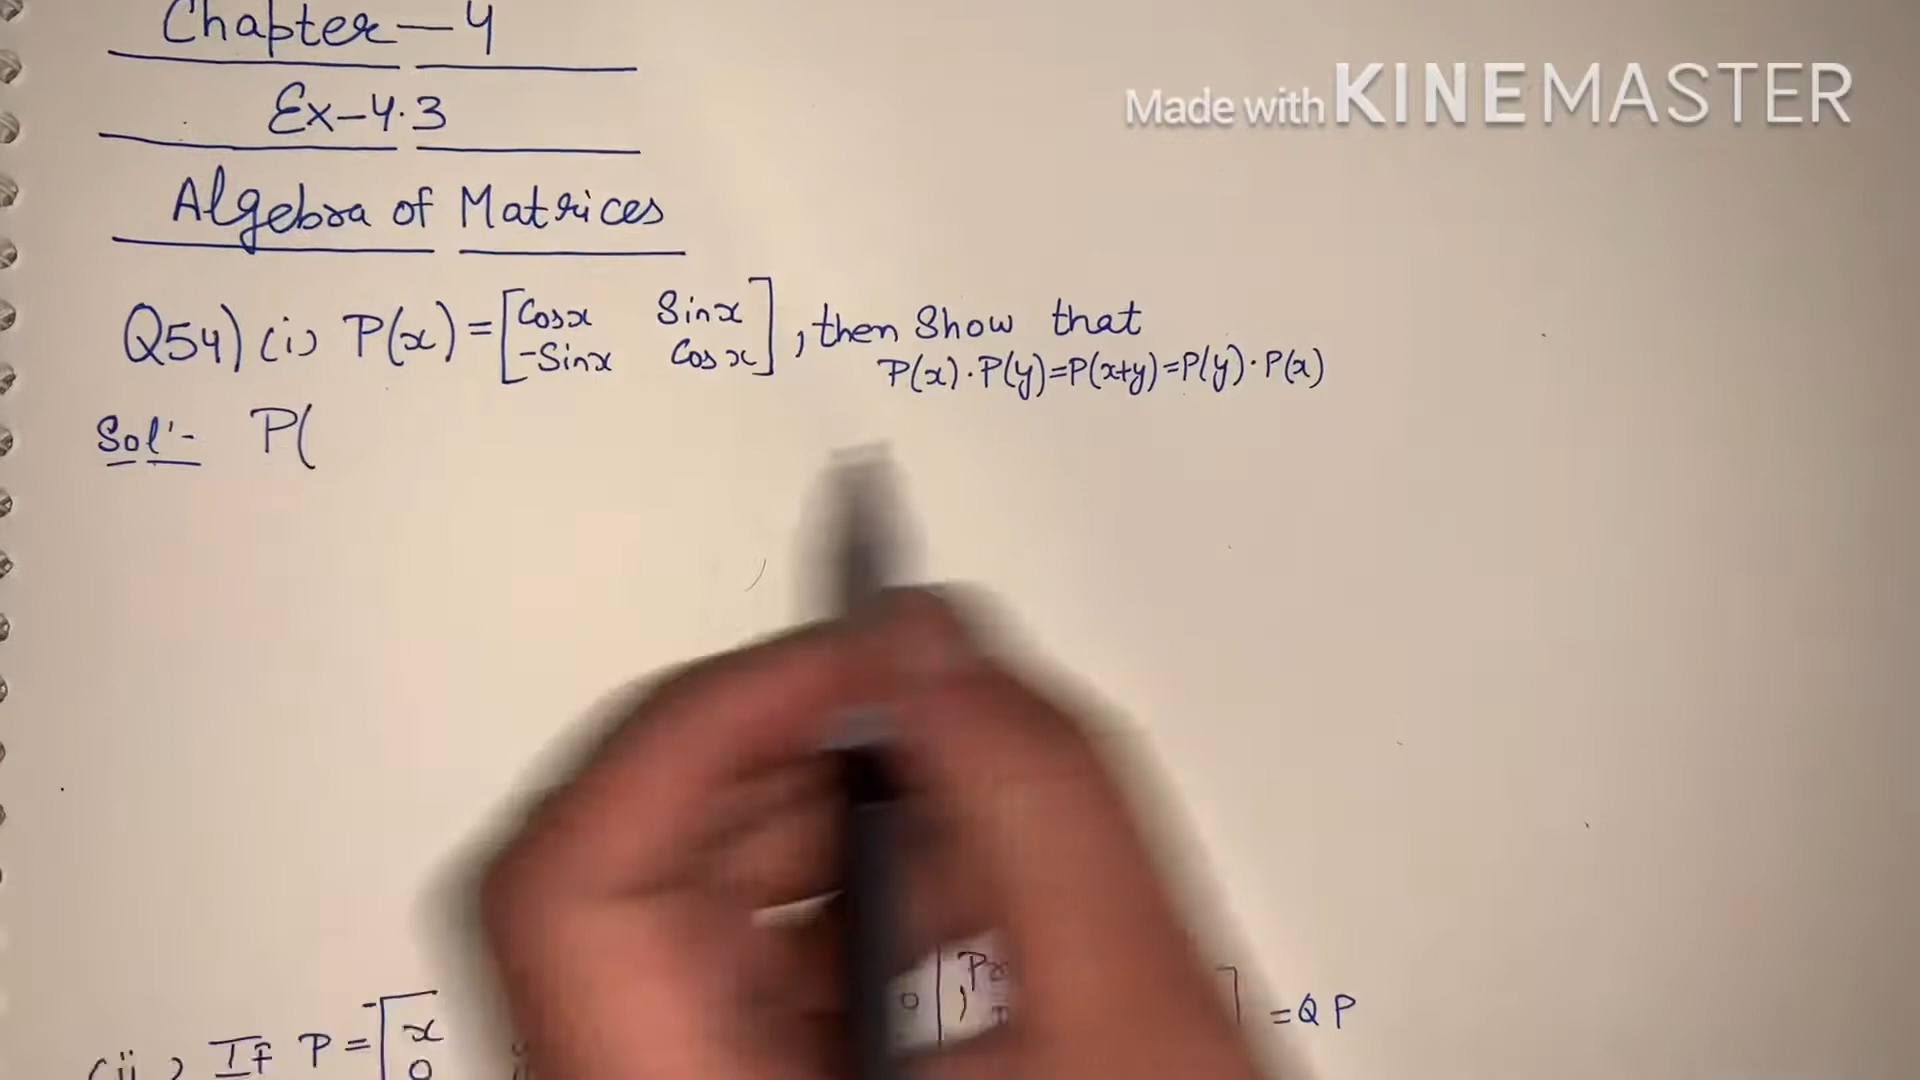 Chapter-4
Made with KINEMASTER
Ex-4.3
Algebra of Matrices
Q54) (i) P(x) = [Cosx Sinx
-Sinx Cosx], then Show that
P(x)·P(y)=P(x+y)=P(y)·P(x)
Sol':- P(
(ii) If P = [x
0
=QP